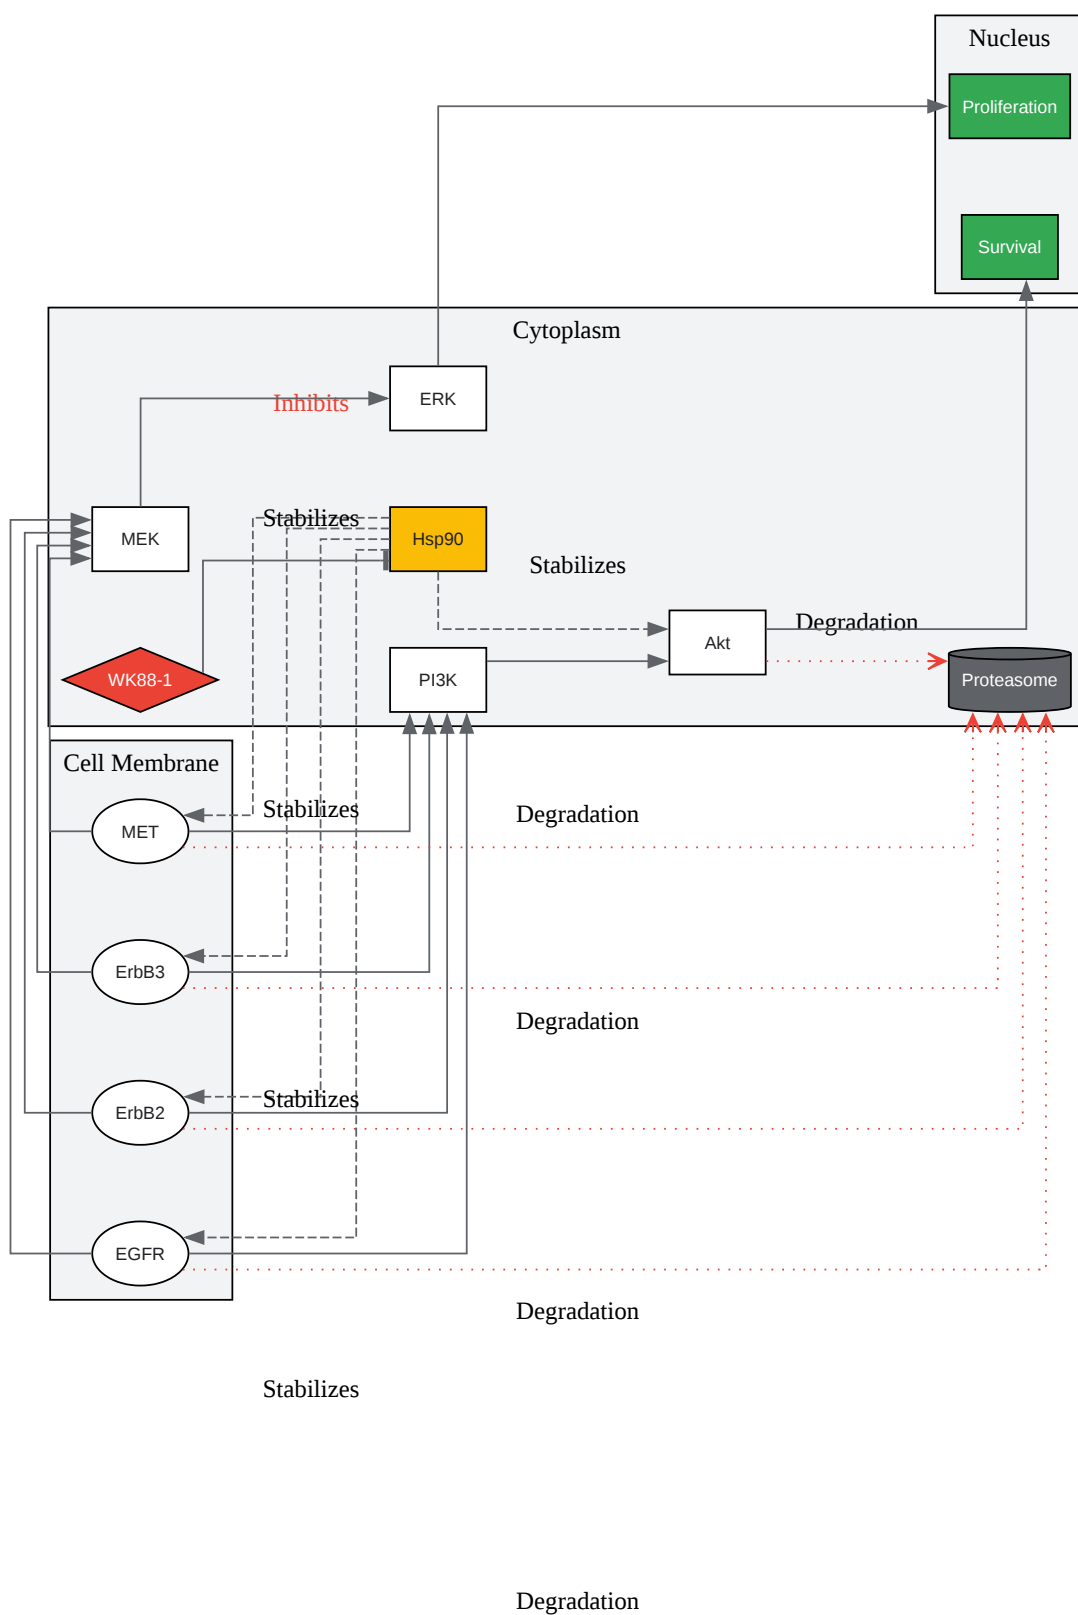 Nucleus
Proliferation
Survival
Cytoplasm
ERK
Inhibits
MEK
Stabilizes
Hsp90
Stabilizes
Akt
Degradation
WK88-1
PI3K
Proteasome
Cell Membrane
MET
Stabilizes
Degradation
ErbB3
Degradation
ErbB2
Stabilizes
EGFR
Degradation
Stabilizes
Degradation